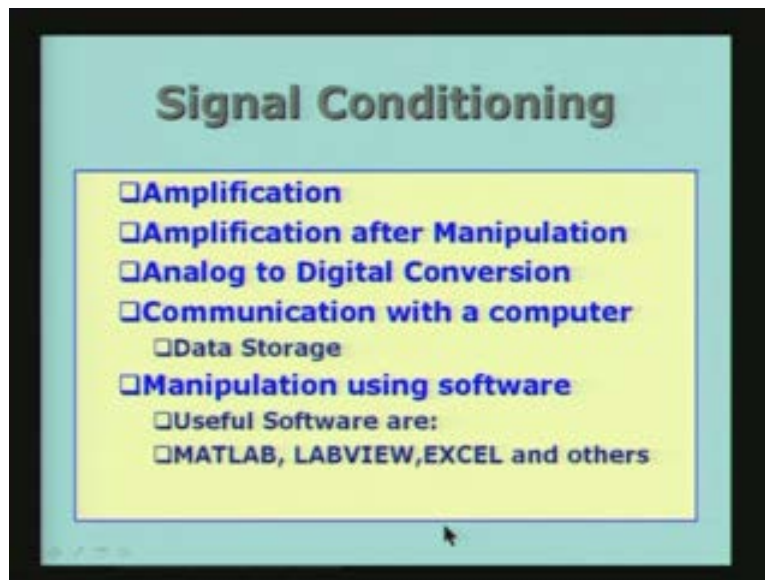 Signal Conditioning
❑Amplification
❑Amplification after Manipulation
❑Analog to Digital Conversion
❑Communication with a computer
❑Data Storage
❑Manipulation using software
❑Useful Software are:
❑MATLAB, LABVIEW,EXCEL and others